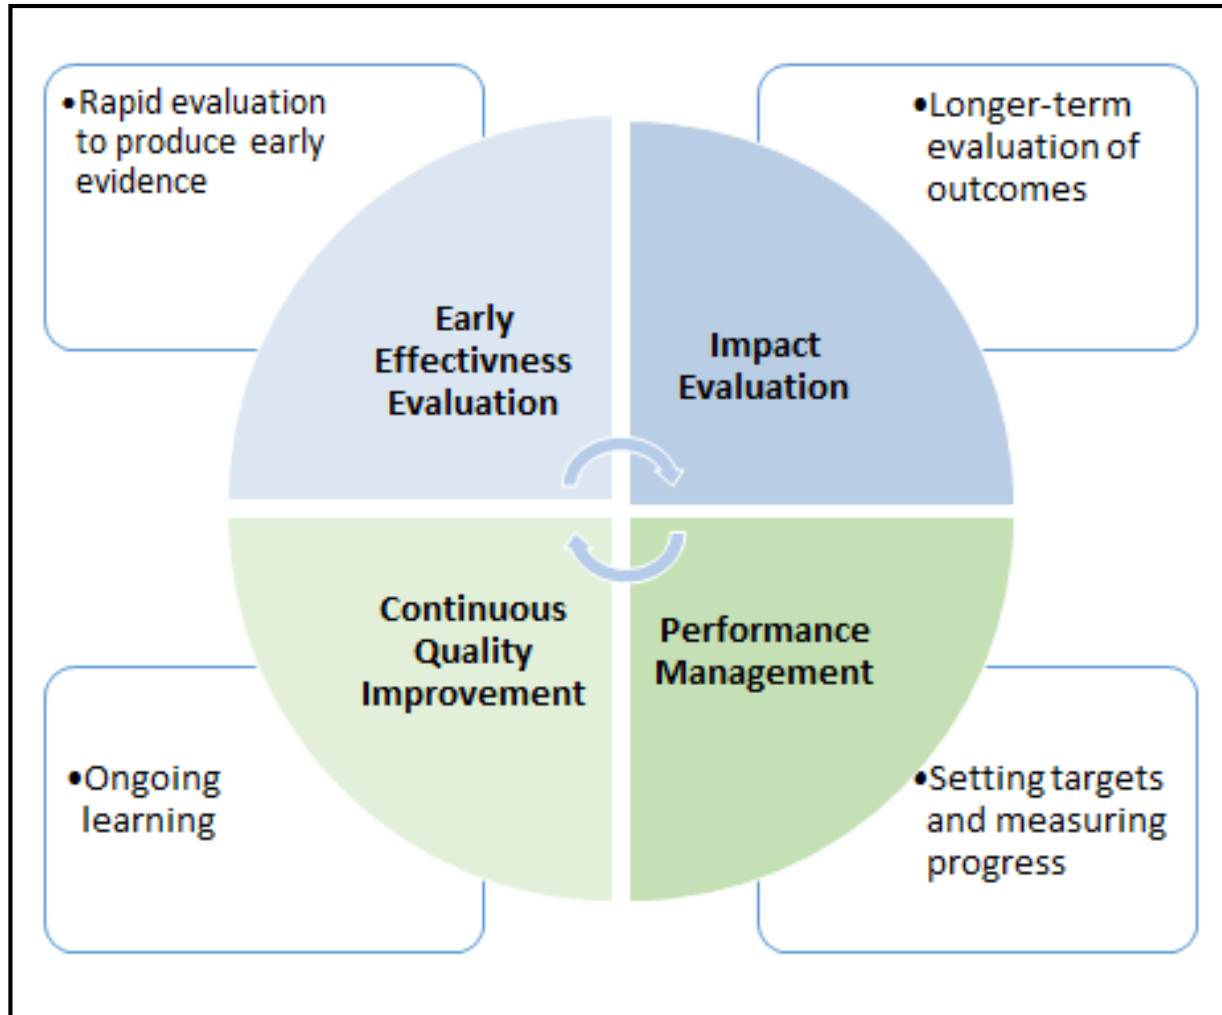 •Rapid evaluation
to produce early
evidence
•Longer-term
evaluation of
outcomes
Early
Effectivness
Evaluation
Impact
Evaluation
Continuous
Quality
Improvement
Performance
Management
•Ongoing
learning
•Setting targets
and measuring
progress